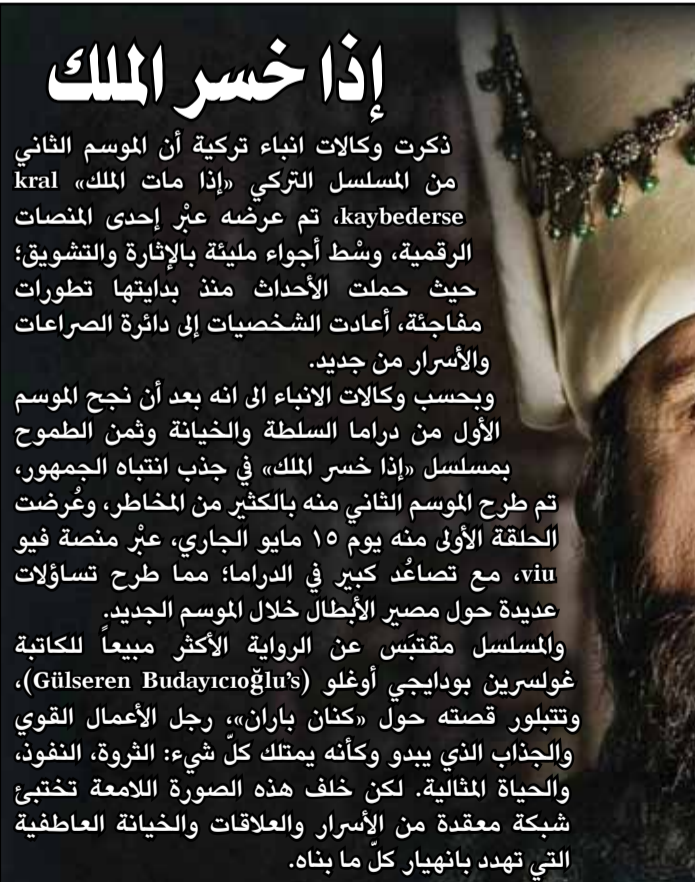 إذا خسر الملك
ذكرت وكالات انباء تركية أن الموسم الثاني
من المسلسل التركي «إذا مات الملك» kral
kaybederse، تم عرضه عبْر إحدى المنصات
الرقمية، وسْط أجواء مليئة بالإثارة والتشويق؛
حيث حملت الأحداث منذ بدايتها تطورات
مفاجئة، أعادت الشخصيات إلى دائرة الصراعات
والأسرار من جديد.
وبحسب وكالات الانباء الى انه بعد أن نجح الموسم
الأول من دراما السلطة والخيانة وثمن الطموح
بمسلسل «إذا خسر الملك» في جذب انتباه الجمهور،
تم طرح الموسم الثاني منه بالكثير من المخاطر، وعُرضت
الحلقة الأولى منه يوم ١٥ مايو الجاري، عبْر منصة فيو
viu، مع تصاعُد كبير في الدراما؛ مما طرح تساؤلات
عديدة حول مصير الأبطال خلال الموسم الجديد.
والمسلسل مقتبَس عن الرواية الأكثر مبيعاً للكاتبة
غولسرين بودايجي أوغلو (Gülseren Budayıcıoğlu's)،
وتتبلور قصته حول «كنان باران»، رجل الأعمال القوي
والجذاب الذي يبدو وكأنه يمتلك كلّ شيء: الثروة، النفوذ،
والحياة المثالية. لكن خلف هذه الصورة اللامعة تختبئ
شبكة معقدة من الأسرار والعلاقات والخيانة العاطفية
التي تهدد بانهيار كلّ ما بناه.